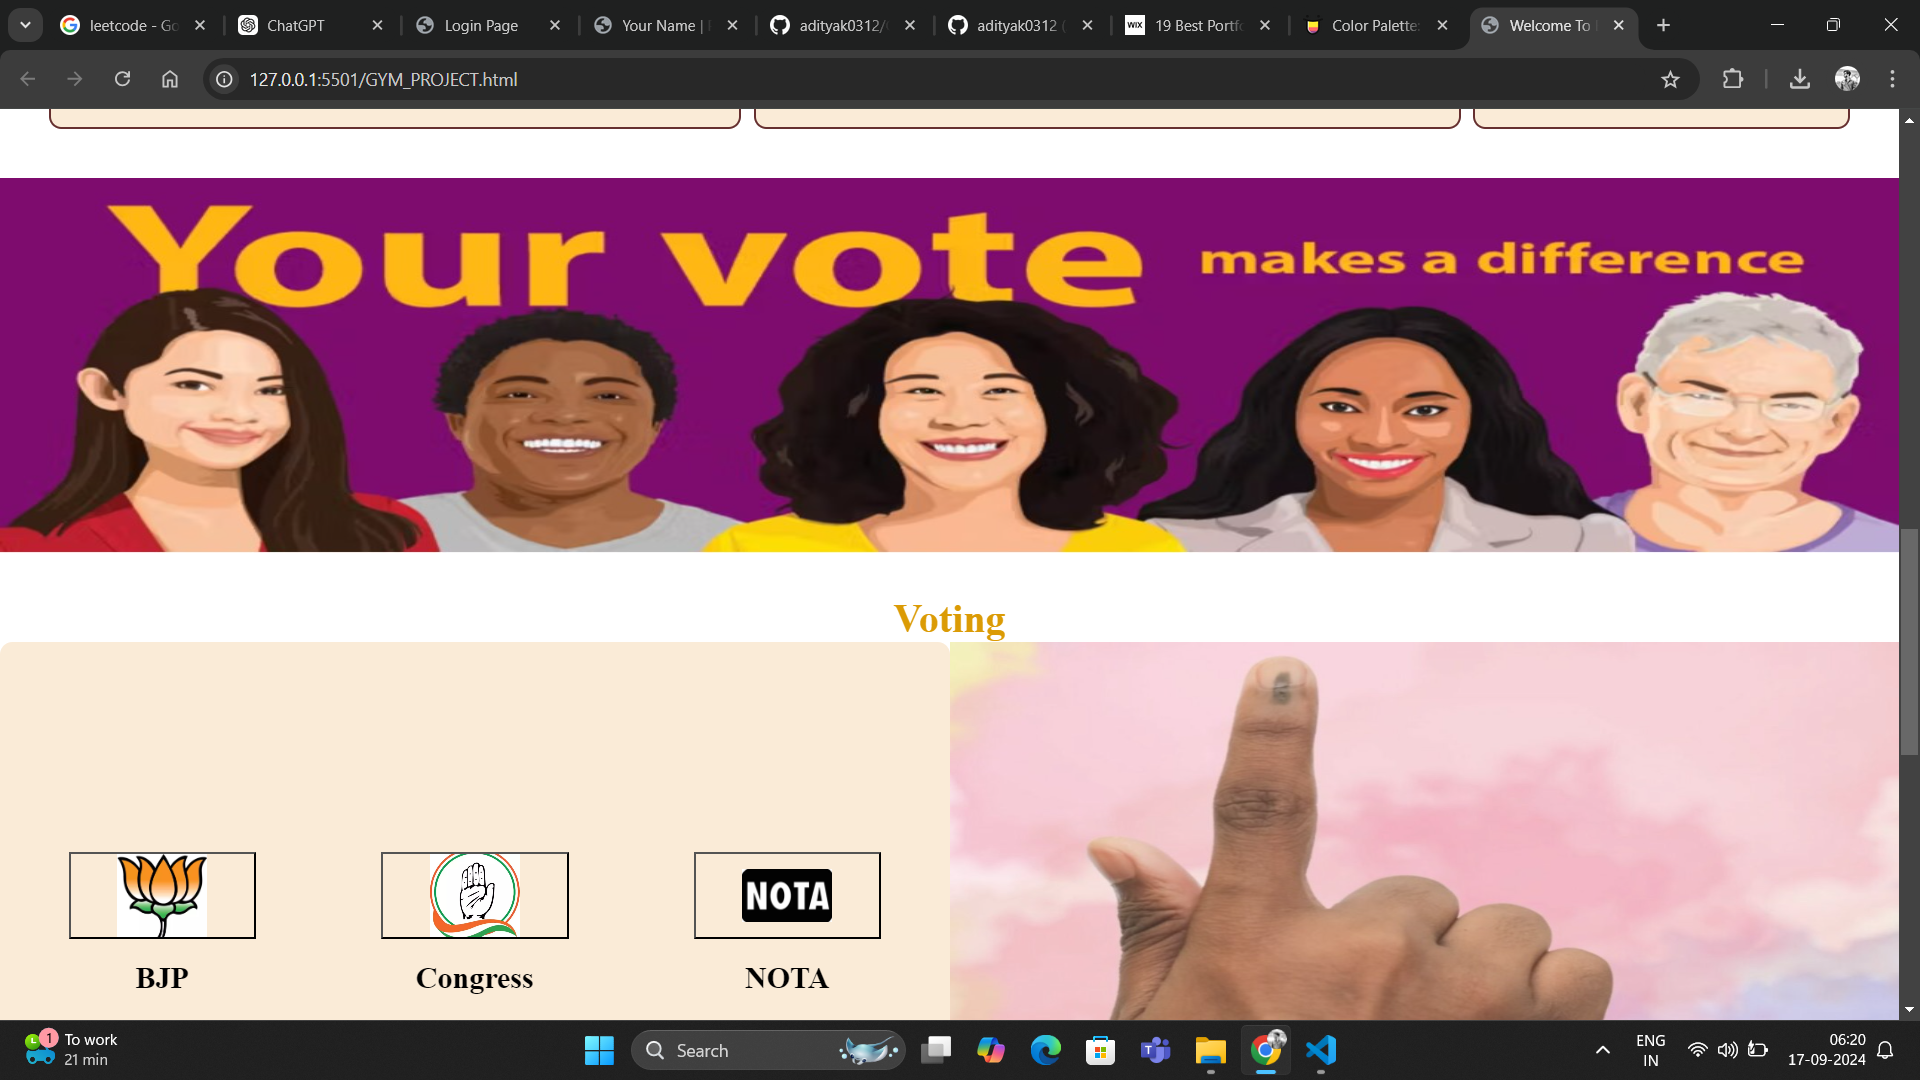 leetcode - Go
ChatGPT
Login Page
Your Name |
adityak0312/
adityak0312 (
WIX
19 Best Portfo
Color Palette:
Welcome To
127.0.0.1:5501/GYM_PROJECT.html
Your vote makes a difference
Voting
NOTA
BJP
Congress
NOTA
1
To work
21 min
Search
ENG
IN
06:20
17-09-2024